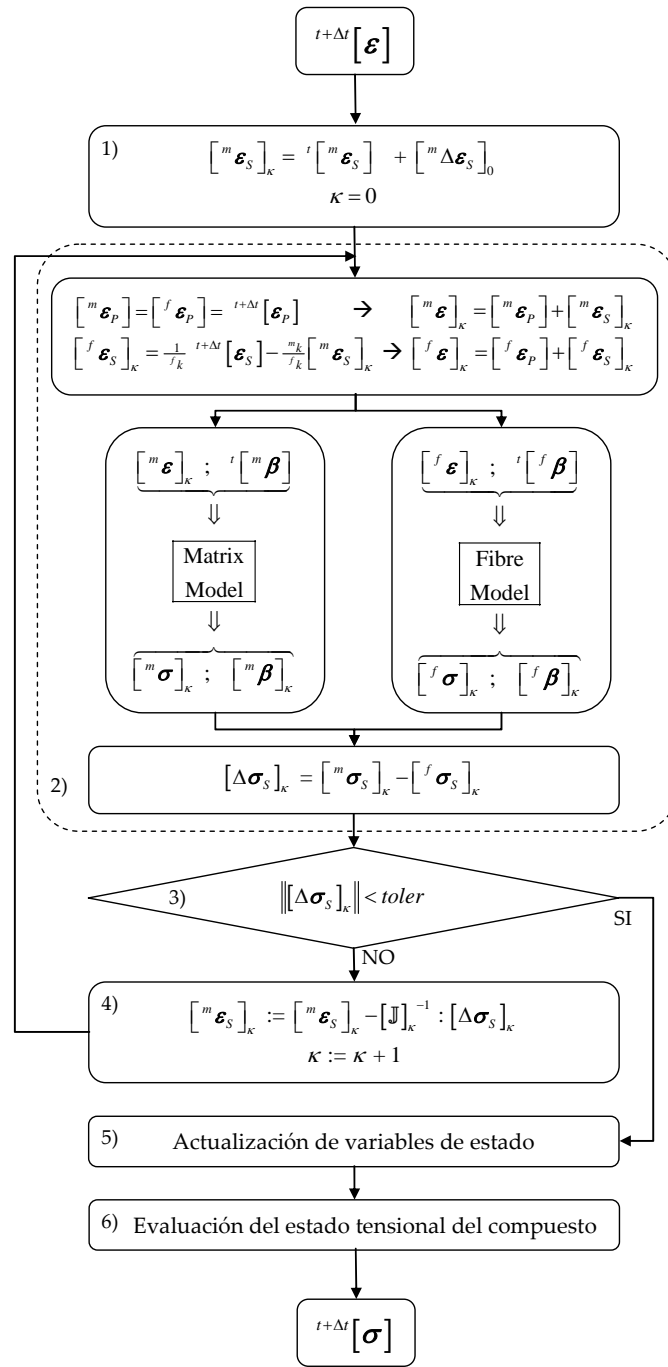 t+Δt[ε]
1)
[ᵐε_S]_κ = ᵗ[ᵐε_S] + [ᵐΔε_S]₀
κ = 0
[ᵐε_P] = [ᶠε_P] = t+Δt[ε_P] → [ᵐε]_κ = [ᵐε_P] + [ᵐε_S]_κ
[ᶠε_S]_κ = 1/ᶠk t+Δt[ε_S] − ᵐk/ᶠk [ᵐε_S]_κ → [ᶠε]_κ = [ᶠε_P] + [ᶠε_S]_κ
[ᵐε]_κ ; ᵗ[ᵐβ]
⇓
Matrix
Model
⇓
[ᵐσ]_κ ; [ᵐβ]_κ
[ᶠε]_κ ; ᵗ[ᶠβ]
⇓
Fibre
Model
⇓
[ᶠσ]_κ ; [ᶠβ]_κ
2)
[Δσ_S]_κ = [ᵐσ_S]_κ − [ᶠσ_S]_κ
3) ‖[Δσ_S]_κ‖ < toler
SI
NO
4)
[ᵐε_S]_κ := [ᵐε_S]_κ − [𝕁]_κ⁻¹ : [Δσ_S]_κ
κ := κ + 1
5) Actualización de variables de estado
6) Evaluación del estado tensional del compuesto
t+Δt[σ]